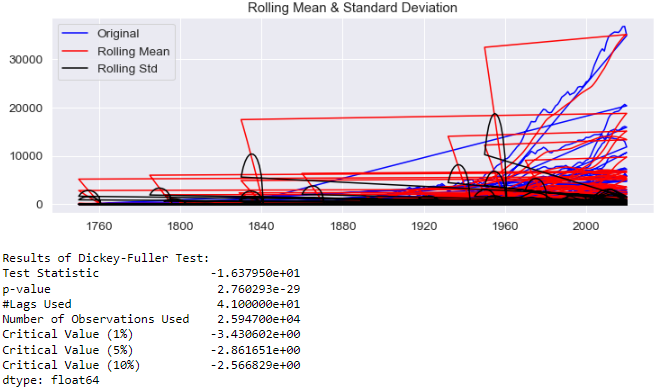 Rolling Mean & Standard Deviation
Original
Rolling Mean
Rolling Std
30000
20000
10000
0
1760 1800 1840 1880 1920 1960 2000
Results of Dickey-Fuller Test:
Test Statistic -1.637950e+01
p-value 2.760293e-29
#Lags Used 4.100000e+01
Number of Observations Used 2.594700e+04
Critical Value (1%) -3.430602e+00
Critical Value (5%) -2.861651e+00
Critical Value (10%) -2.566829e+00
dtype: float64